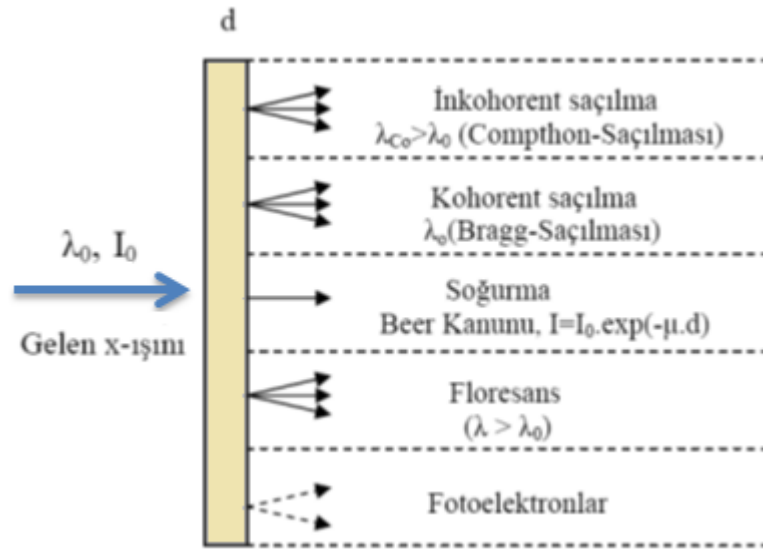 d
İnkohorent saçılma
λCo>λ0 (Compthon-Saçılması)
Kohorent saçılma
λo(Bragg-Saçılması)
λ0, I0
Soğurma
Beer Kanunu, I=I0.exp(-μ.d)
Gelen x-ışını
Floresans
(λ > λ0)
Fotoelektronlar